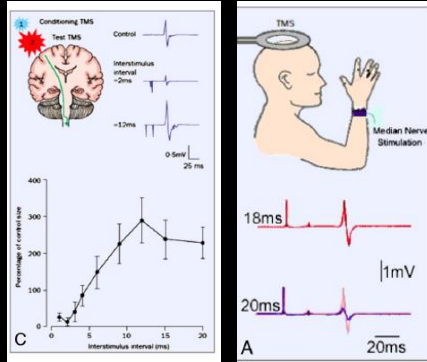 Conditioning TMS
1
Test TMS
2
Control
Interstimulus
interval
~2ms
~12ms
0·5mV
25 ms
Percentage of control size
400
300
200
100
0
0
5
10
15
20
Interstimulus interval (ms)
C
TMS
Median Nerve
Stimulation
18ms
1mV
20ms
20ms
A